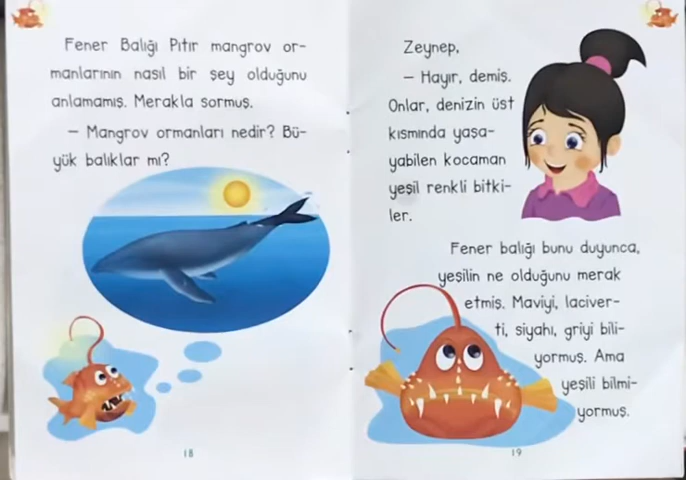 Fener Balığı Pıtır mangrov or-
manlarının nasıl bir şey olduğunu
anlamamış. Merakla sormuş.
– Mangrov ormanları nedir? Bü-
yük balıklar mı?
18
Zeynep,
– Hayır, demiş.
Onlar, denizin üst
kısmında yaşa-
yabilen kocaman
yeşil renkli bitki-
ler.
Fener balığı bunu duyunca,
yeşilin ne olduğunu merak
etmiş. Maviyi, laciver-
ti, siyahı, griyi bili-
yormuş. Ama
yeşili bilmi-
yormuş.
19